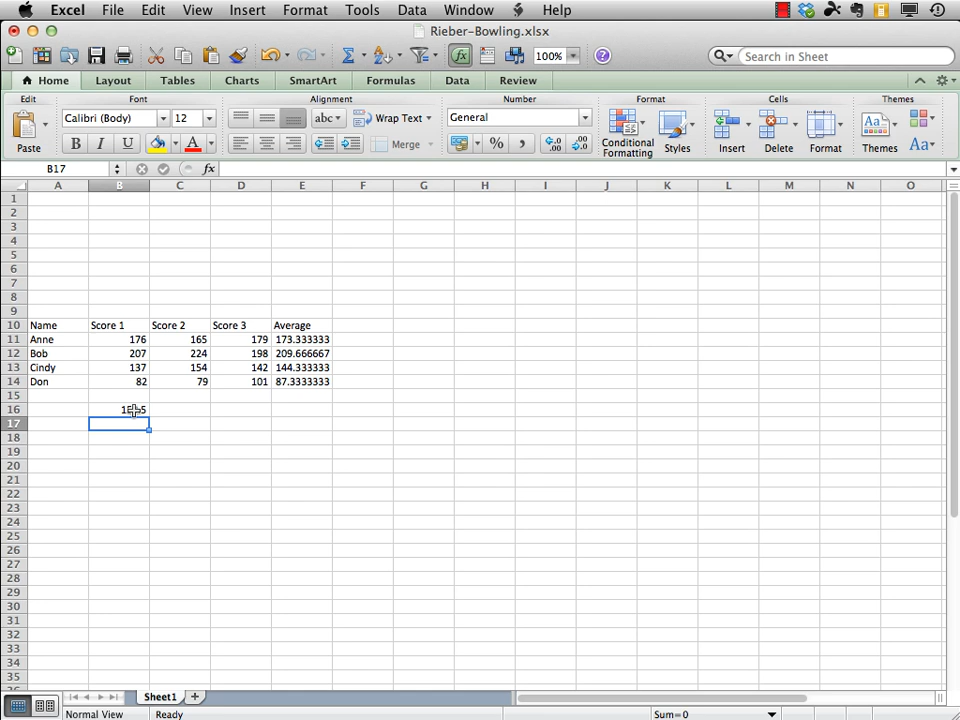 Excel File Edit View Insert Format Tools Data Window Help
Rieber-Bowling.xlsx
fx 100% ? Search in Sheet
Home Layout Tables Charts SmartArt Formulas Data Review
Edit Font Alignment Number Format Cells Themes
Calibri (Body) 12 abc Wrap Text General
Paste B I U A Merge % , Conditional Formatting Styles Insert Delete Format Themes Aa
B17 fx
A B C D E F G H I J K L M N O
1
2
3
4
5
6
7
8
9
10 Name Score 1 Score 2 Score 3 Average
11 Anne 176 165 179 173.333333
12 Bob 207 224 198 209.666667
13 Cindy 137 154 142 144.333333
14 Don 82 79 101 87.3333333
15
16
17
18
19
20
21
22
23
24
25
26
27
28
29
30
31
32
33
34
35
Sheet1
Normal View Ready Sum=0